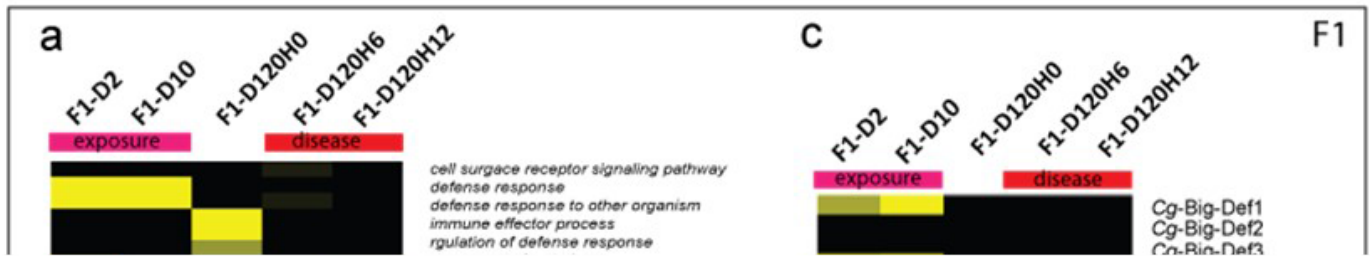 a
F1-D2
F1-D10
F1-D120H0
F1-D120H6
F1-D120H12
exposure
disease
cell surgace receptor signaling pathway
defense response
defense response to other organism
immune effector process
rgulation of defense response
c
F1
F1-D2
F1-D10
F1-D120H0
F1-D120H6
F1-D120H12
exposure
disease
Cg-Big-Def1
Cg-Big-Def2
Cg-Big-Def3